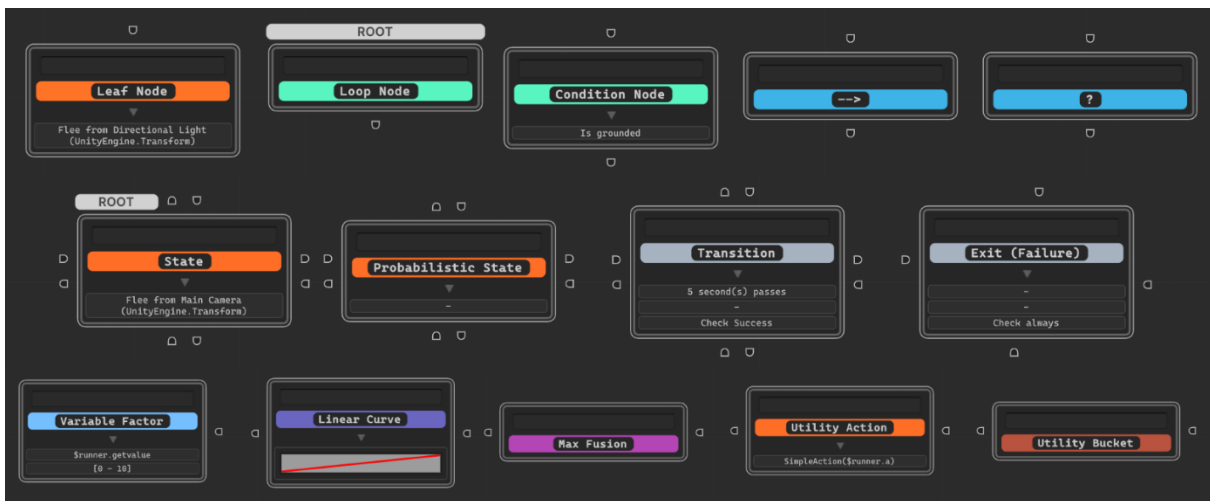 Leaf Node
Flee from Directional Light
(UnityEngine.Transform)
ROOT
Loop Node
Condition Node
Is grounded
-->
?
ROOT
State
Flee from Main Camera
(UnityEngine.Transform)
Probabilistic State
-
Transition
5 second(s) passes
-
Check Success
Exit (Failure)
-
-
Check always
Variable Factor
$runner.getvalue
[0 - 10]
Linear Curve
Max Fusion
Utility Action
SimpleAction($runner.a)
Utility Bucket